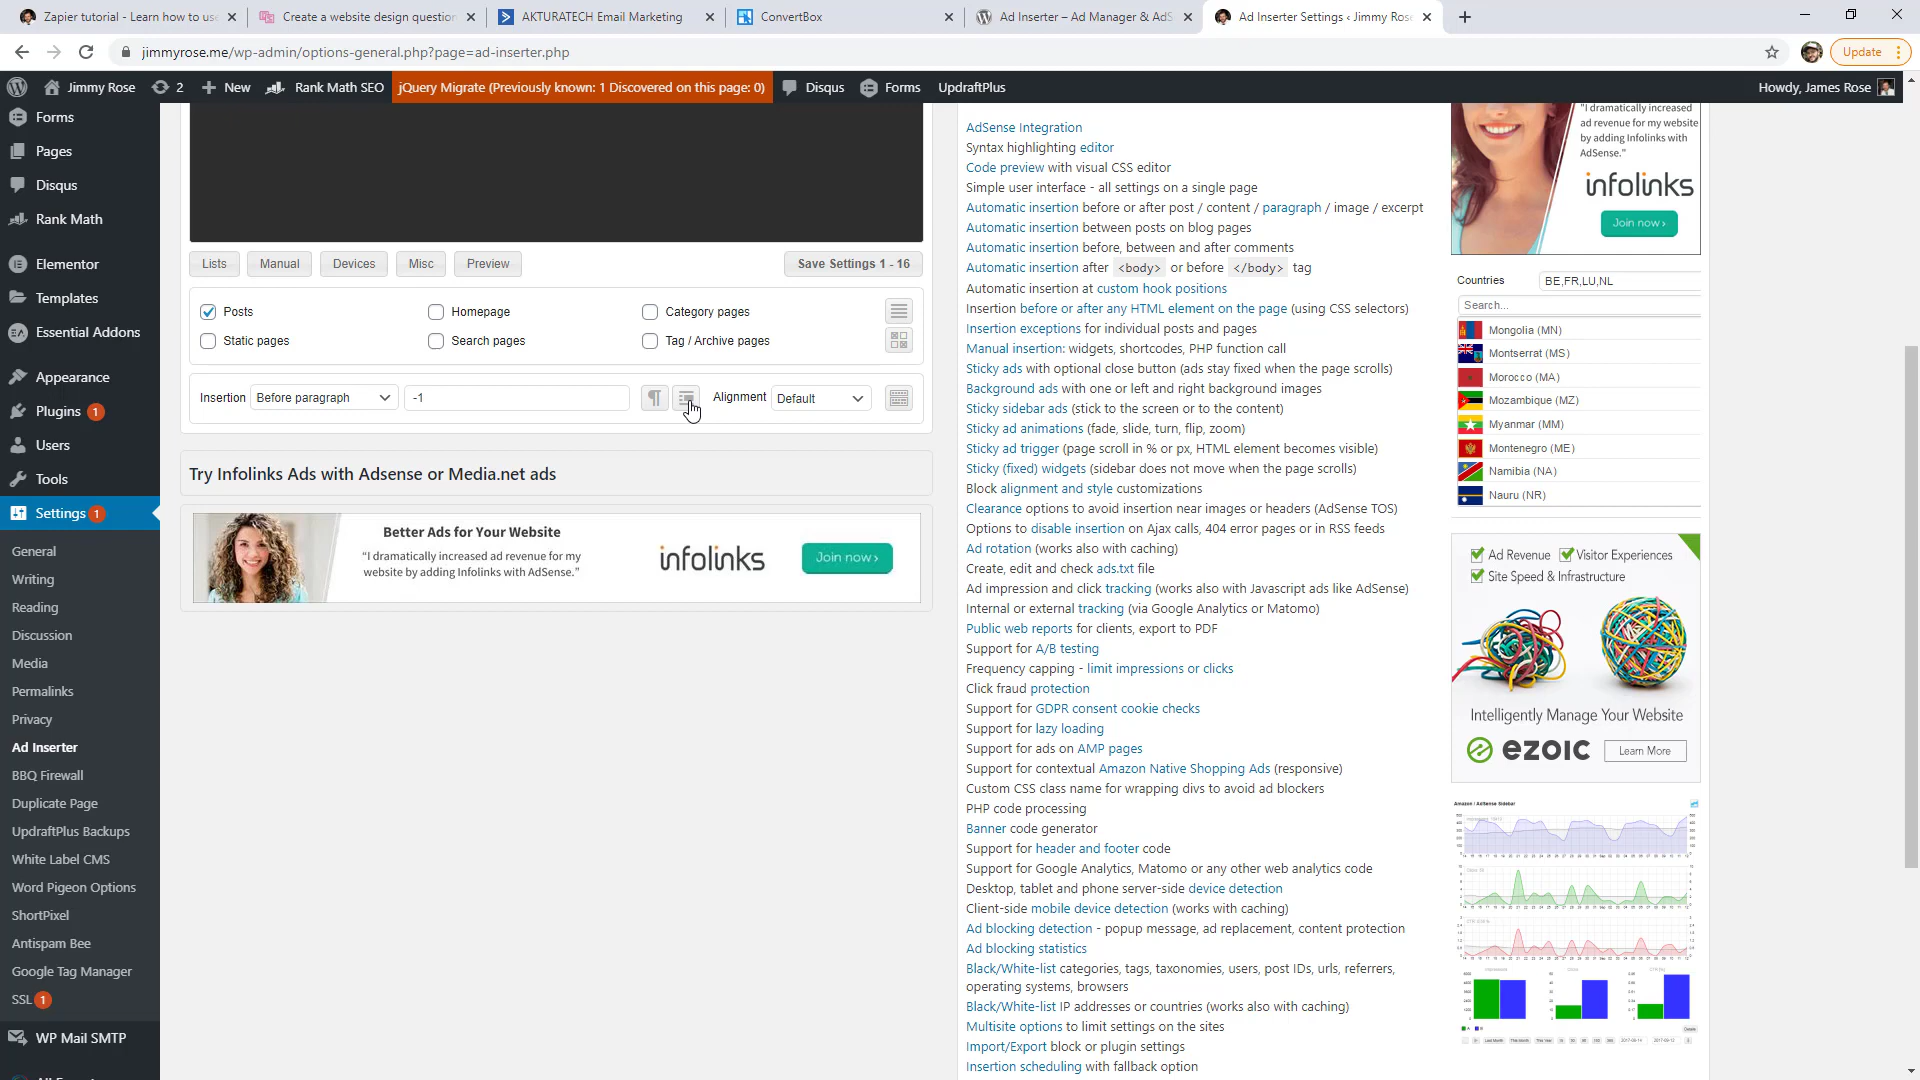 Zapier tutorial - Learn how to use
Create a website design question
AKTURATECH Email Marketing
ConvertBox
Ad Inserter – Ad Manager & AdS
Ad Inserter Settings ‹ Jimmy Rose
jimmyrose.me/wp-admin/options-general.php?page=ad-inserter.php
Update
Jimmy Rose
2
New
Rank Math SEO
jQuery Migrate (Previously known: 1 Discovered on this page: 0)
Disqus
Forms
UpdraftPlus
Howdy, James Rose
Forms
Pages
Disqus
Rank Math
Elementor
Templates
Essential Addons
Appearance
Plugins 1
Users
Tools
Settings 1
General
Writing
Reading
Discussion
Media
Permalinks
Privacy
Ad Inserter
BBQ Firewall
Duplicate Page
UpdraftPlus Backups
White Label CMS
Word Pigeon Options
ShortPixel
Antispam Bee
Google Tag Manager
SSL 1
WP Mail SMTP
Lists
Manual
Devices
Misc
Preview
Save Settings 1 - 16
Posts
Homepage
Category pages
Static pages
Search pages
Tag / Archive pages
Insertion
Before paragraph
-1
Alignment
Default
Try Infolinks Ads with Adsense or Media.net ads
Better Ads for Your Website
"I dramatically increased ad revenue for my
website by adding Infolinks with AdSense."
infolinks
Join now ›
AdSense Integration
Syntax highlighting editor
Code preview with visual CSS editor
Simple user interface - all settings on a single page
Automatic insertion before or after post / content / paragraph / image / excerpt
Automatic insertion between posts on blog pages
Automatic insertion before, between and after comments
Automatic insertion after <body> or before </body> tag
Automatic insertion at custom hook positions
Insertion before or after any HTML element on the page (using CSS selectors)
Insertion exceptions for individual posts and pages
Manual insertion: widgets, shortcodes, PHP function call
Sticky ads with optional close button (ads stay fixed when the page scrolls)
Background ads with one or left and right background images
Sticky sidebar ads (stick to the screen or to the content)
Sticky ad animations (fade, slide, turn, flip, zoom)
Sticky ad trigger (page scroll in % or px, HTML element becomes visible)
Sticky (fixed) widgets (sidebar does not move when the page scrolls)
Block alignment and style customizations
Clearance options to avoid insertion near images or headers (AdSense TOS)
Options to disable insertion on Ajax calls, 404 error pages or in RSS feeds
Ad rotation (works also with caching)
Create, edit and check ads.txt file
Ad impression and click tracking (works also with Javascript ads like AdSense)
Internal or external tracking (via Google Analytics or Matomo)
Public web reports for clients, export to PDF
Support for A/B testing
Frequency capping - limit impressions or clicks
Click fraud protection
Support for GDPR consent cookie checks
Support for lazy loading
Support for ads on AMP pages
Support for contextual Amazon Native Shopping Ads (responsive)
Custom CSS class name for wrapping divs to avoid ad blockers
PHP code processing
Banner code generator
Support for header and footer code
Support for Google Analytics, Matomo or any other web analytics code
Desktop, tablet and phone server-side device detection
Client-side mobile device detection (works with caching)
Ad blocking detection - popup message, ad replacement, content protection
Ad blocking statistics
Black/White-list categories, tags, taxonomies, users, post IDs, urls, referrers,
operating systems, browsers
Black/White-list IP addresses or countries (works also with caching)
Multisite options to limit settings on the sites
Import/Export block or plugin settings
Insertion scheduling with fallback option
"I dramatically increased
ad revenue for my website
by adding Infolinks with
AdSense."
infolinks
Join now ›
Countries
BE,FR,LU,NL
Search...
Mongolia (MN)
Montserrat (MS)
Morocco (MA)
Mozambique (MZ)
Myanmar (MM)
Montenegro (ME)
Namibia (NA)
Nauru (NR)
Ad Revenue
Visitor Experiences
Site Speed & Infrastructure
Intelligently Manage Your Website
ezoic
Learn More
Amazon / AdSense Sidebar